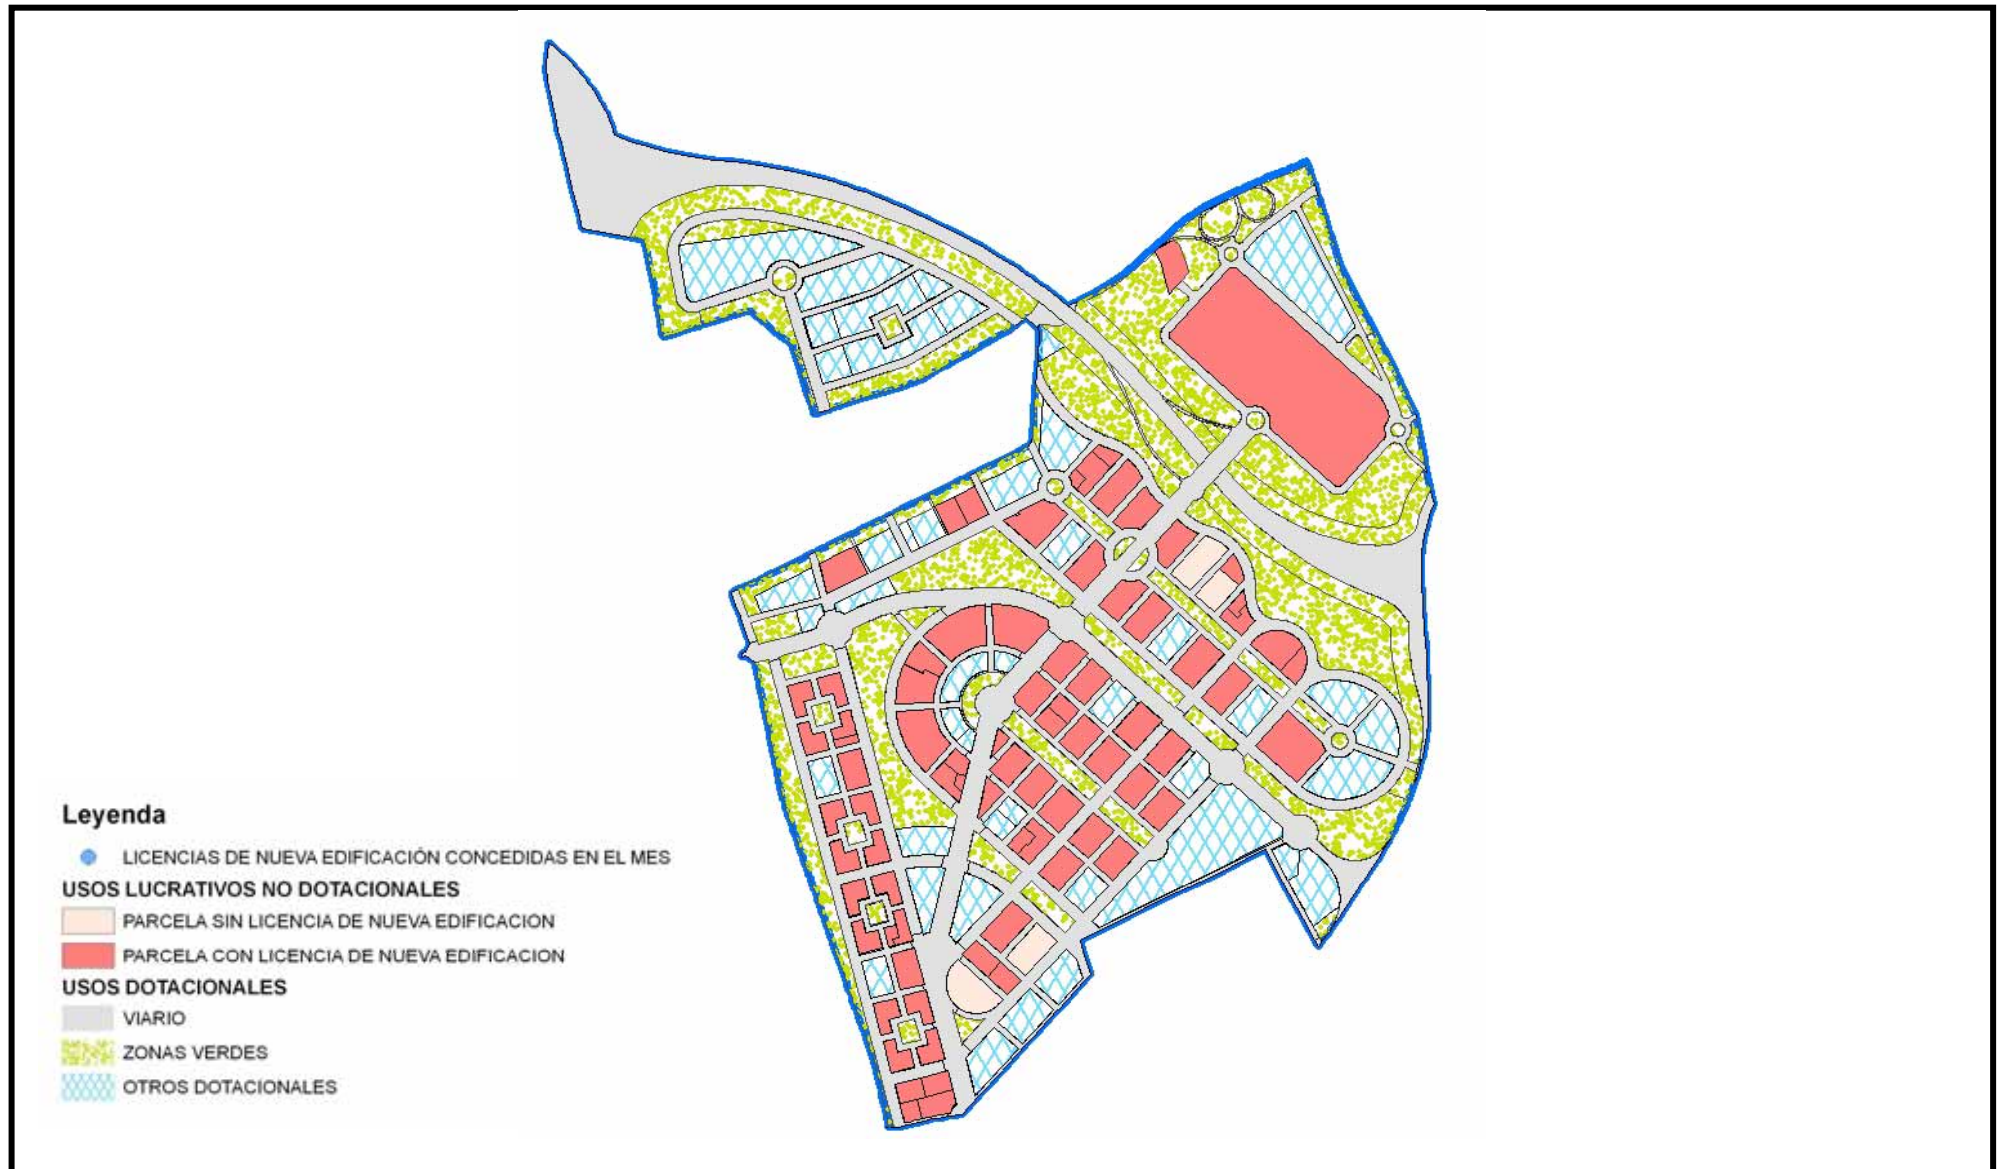 Leyenda
LICENCIAS DE NUEVA EDIFICACIÓN CONCEDIDAS EN EL MES
USOS LUCRATIVOS NO DOTACIONALES
PARCELA SIN LICENCIA DE NUEVA EDIFICACION
PARCELA CON LICENCIA DE NUEVA EDIFICACION
USOS DOTACIONALES
VIARIO
ZONAS VERDES
OTROS DOTACIONALES